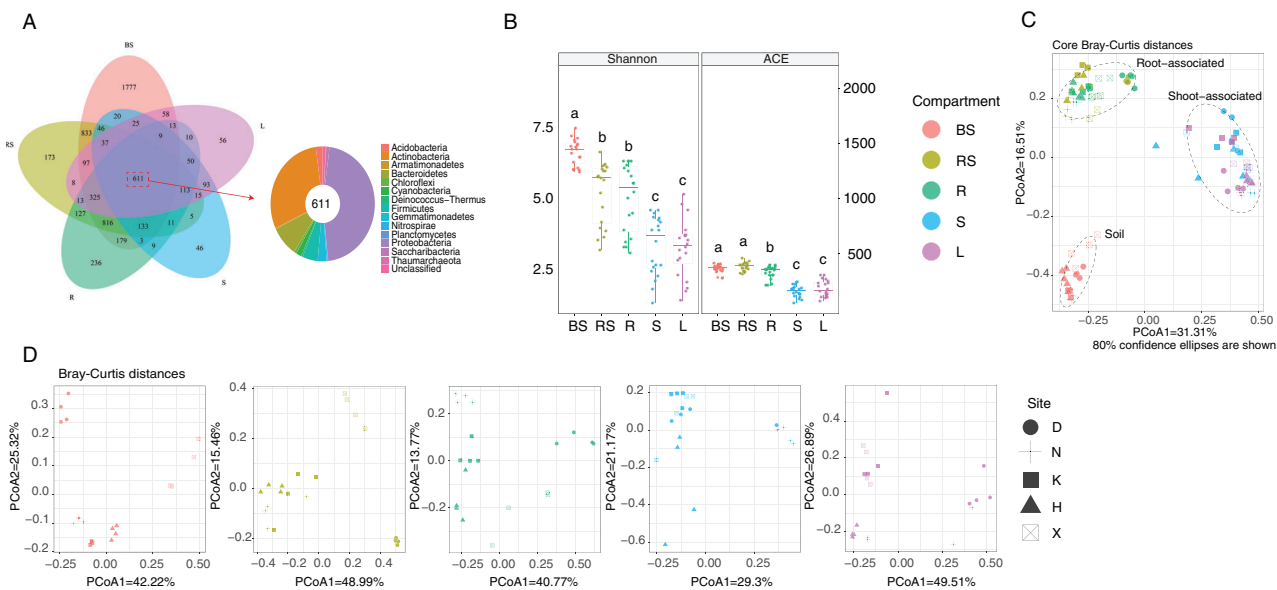 A
BS
1777
20
58
25
13
833
46
9
10
56
L
37
RS
173
97
50
611
93
8
113
15
13
325
127
5
816
133
11
179
3
9
46
236
R
S
611
Acidobacteria
Actinobacteria
Armatimonadetes
Bacteroidetes
Chloroflexi
Cyanobacteria
Deinococcus-Thermus
Firmicutes
Gemmatimonadetes
Nitrospirae
Planctomycetes
Proteobacteria
Saccharibacteria
Thaumarchaeota
Unclassified
B
Shannon
ACE
7.5
5.0
2.5
a
b
b
c
c
a
a
b
c
c
2000
1500
1000
500
BS
RS
R
S
L
BS
RS
R
S
L
Compartment
BS
RS
R
S
L
C
Core Bray-Curtis distances
Root-associated
Shoot-associated
Soil
PCoA2=16.51%
0.2
0.0
−0.2
−0.4
−0.25
0.00
0.25
0.50
PCoA1=31.31%
80% confidence ellipses are shown
D
Bray-Curtis distances
PCoA2=25.32%
0.3
0.2
0.1
0.0
−0.1
−0.2
−0.25
0.00
0.25
0.50
PCoA1=42.22%
PCoA2=15.46%
0.4
0.2
0.0
−0.2
−0.4
−0.2
0.0
0.2
0.4
PCoA1=48.99%
PCoA2=13.77%
0.2
0.0
−0.2
−0.25
0.00
0.25
0.50
PCoA1=40.77%
PCoA2=21.17%
0.2
0.0
−0.2
−0.4
−0.6
−0.25
0.00
0.25
0.50
PCoA1=29.3%
PCoA2=26.89%
0.50
0.25
0.00
−0.2
−0.25
0.00
0.25
0.50
PCoA1=49.51%
Site
D
N
K
H
X